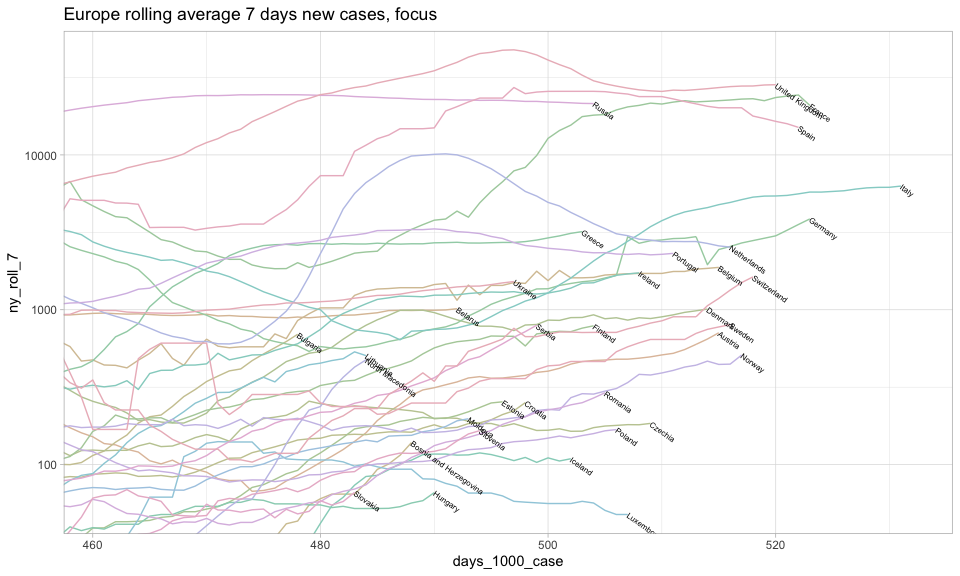 Europe rolling average 7 days new cases, focus
ny_roll_7
10000
1000
100
United Kingdom
France
Russia
Spain
Italy
Germany
Greece
Netherlands
Portugal
Belgium
Ireland
Switzerland
Ukraine
Belarus
Denmark
Serbia
Finland
Sweden
Bulgaria
Austria
Lithuania
North Macedonia
Norway
Romania
Estonia
Croatia
Moldova
Slovenia
Czechia
Poland
Bosnia and Herzegovina
Iceland
Slovakia
Hungary
Luxembo
460
480
500
520
days_1000_case